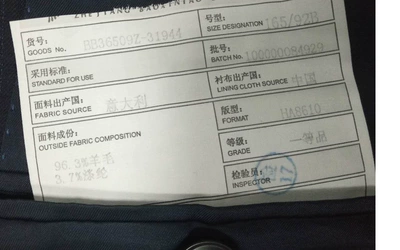 货号: BB36509Z-31944
GOODS No.
号型: 165/92B
SIZE DESIGNATION
采用标准:
STANDARD FOR USE
批号:
BATCH No.
面料出产国: 意大利
FABRIC SOURCE
衬布出产国: 中国
LINING CLOTH SOURCE
面料成份:
OUTSIDE FABRIC COMPOSITION
96.3%羊毛
3.7%涤纶
版型: HA8610
FORMAT
等级: 一等品
GRADE
检验员:
INSPECTOR